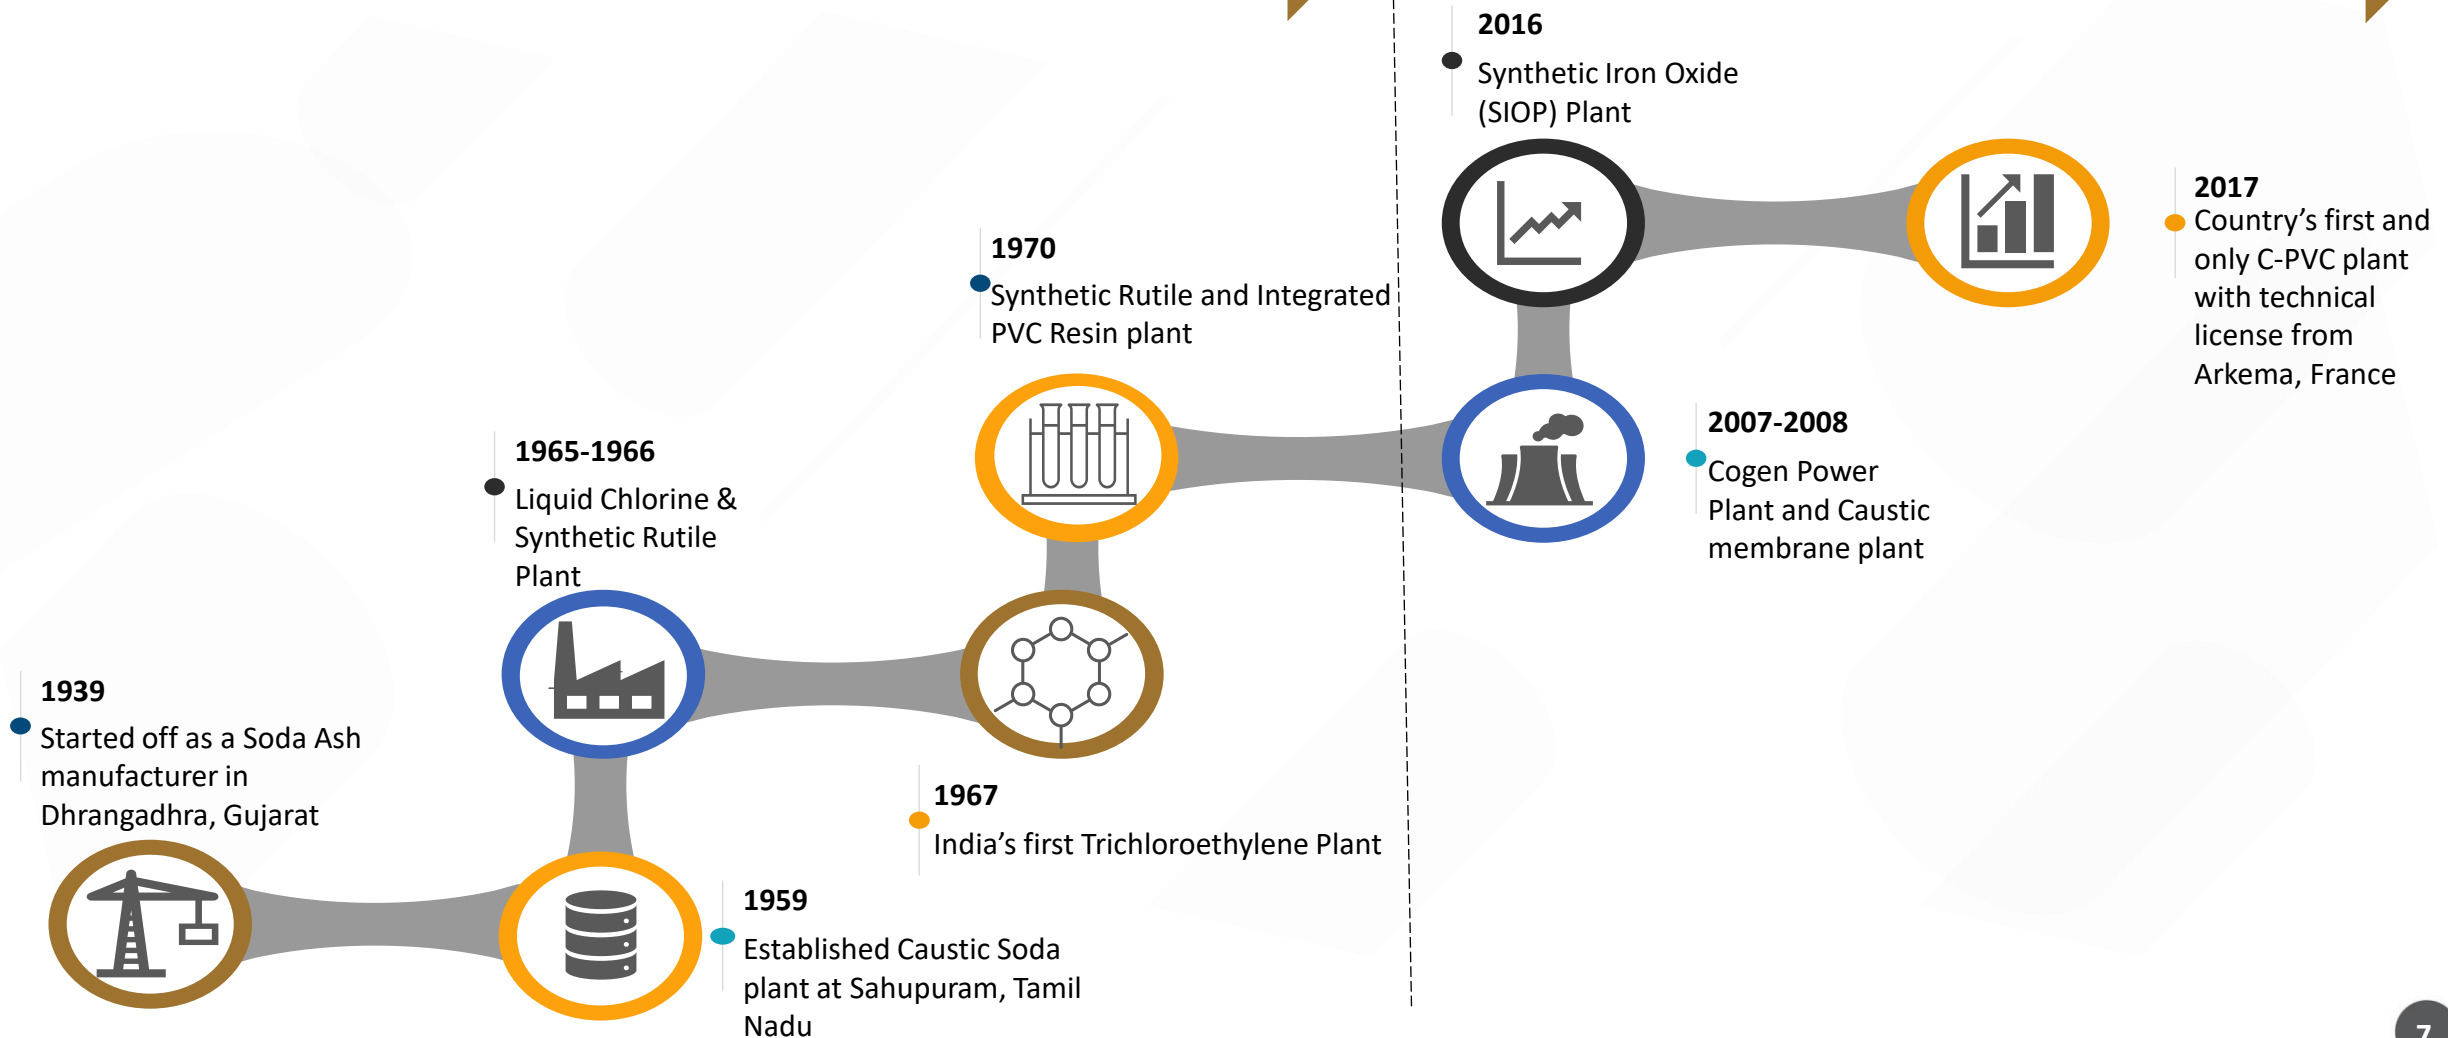 1939
Started off as a Soda Ash
manufacturer in
Dhrangadhra, Gujarat
1959
Established Caustic Soda
plant at Sahupuram, Tamil
Nadu
1965-1966
Liquid Chlorine &
Synthetic Rutile
Plant
1967
India’s first Trichloroethylene Plant
1970
Synthetic Rutile and Integrated
PVC Resin plant
2007-2008
Cogen Power
Plant and Caustic
membrane plant
2016
Synthetic Iron Oxide
(SIOP) Plant
2017
Country’s first and
only C-PVC plant
with technical
license from
Arkema, France
7